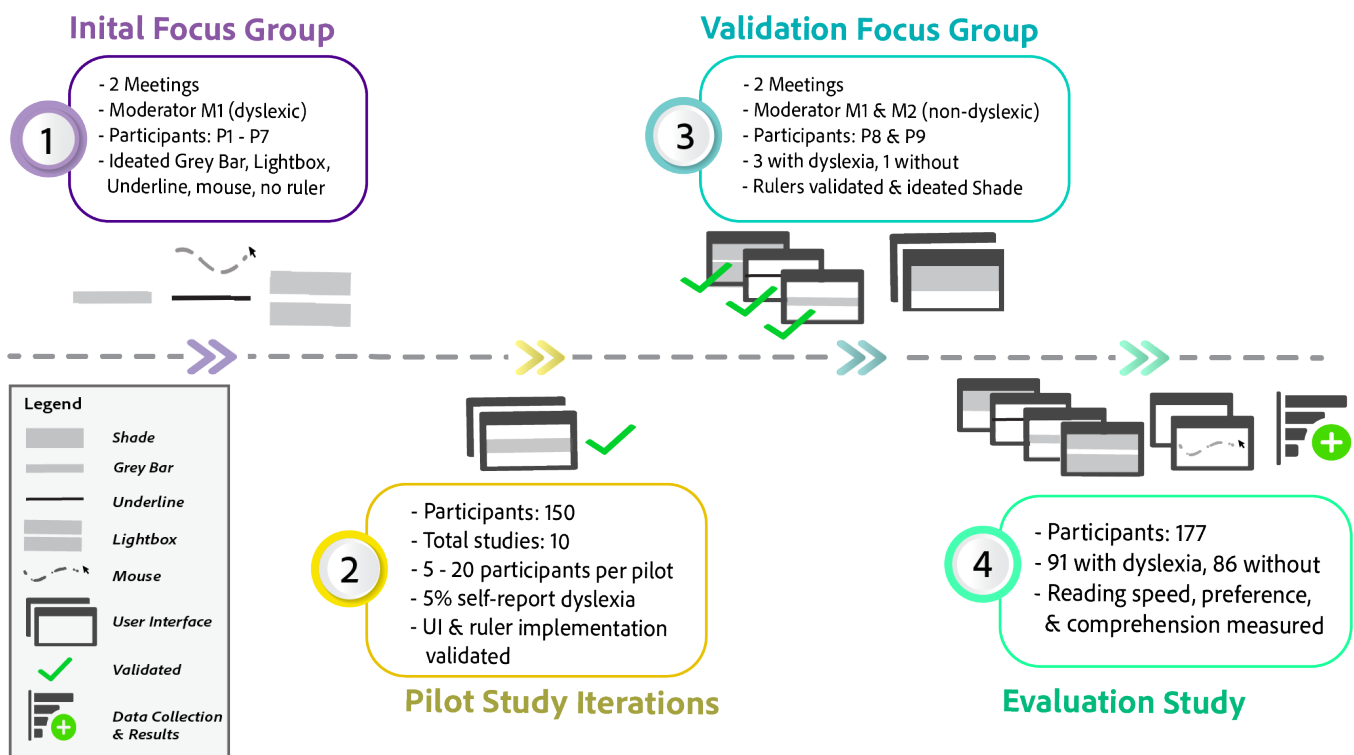 Inital Focus Group
1
- 2 Meetings
- Moderator M1 (dyslexic)
- Participants: P1 - P7
- Ideated Grey Bar, Lightbox,
Underline, mouse, no ruler
Validation Focus Group
3
- 2 Meetings
- Moderator M1 & M2 (non-dyslexic)
- Participants: P8 & P9
- 3 with dyslexia, 1 without
- Rulers validated & ideated Shade
Legend
Shade
Grey Bar
Underline
Lightbox
Mouse
User Interface
Validated
Data Collection
& Results
2
- Participants: 150
- Total studies: 10
- 5 - 20 participants per pilot
- 5% self-report dyslexia
- UI & ruler implementation
validated
Pilot Study Iterations
4
- Participants: 177
- 91 with dyslexia, 86 without
- Reading speed, preference,
& comprehension measured
Evaluation Study